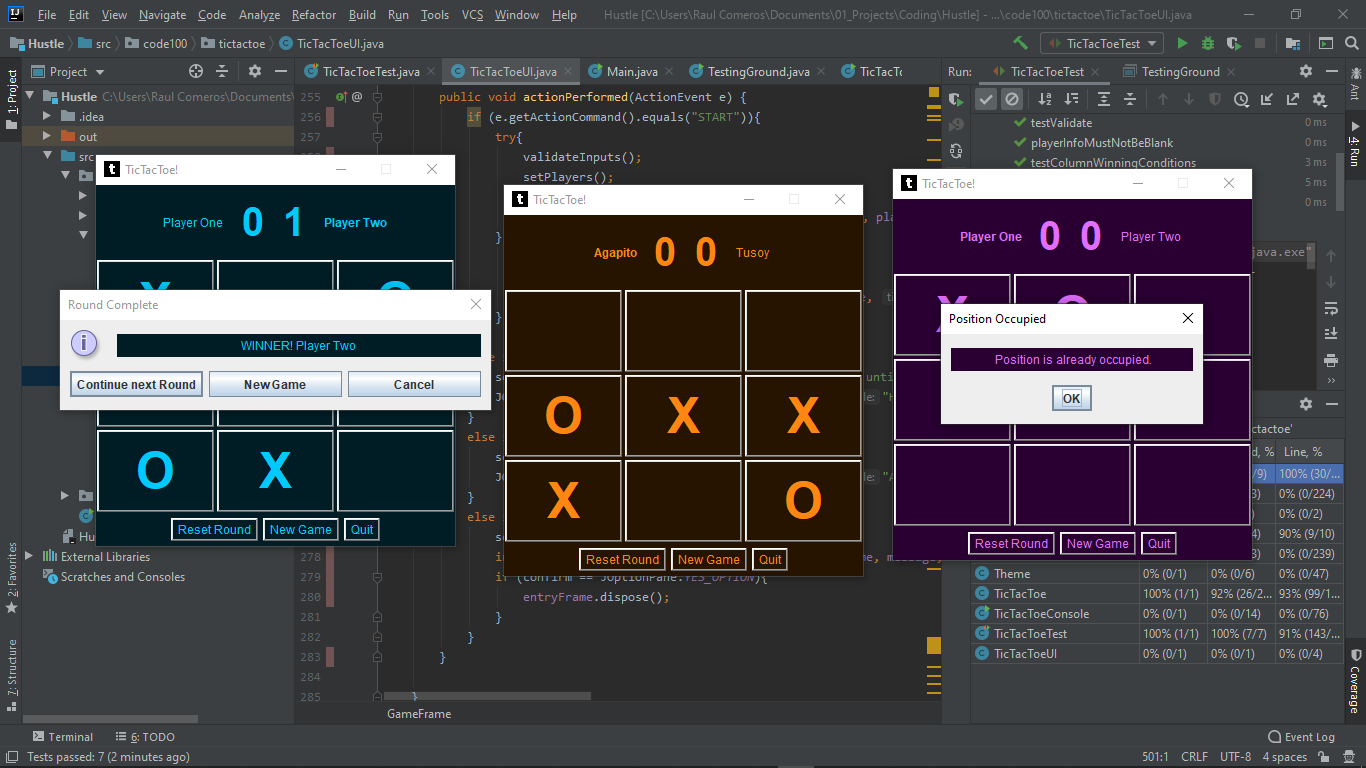 File Edit View Navigate Code Analyze Refactor Build Run Tools VCS Window Help Hustle [C:\Users\Raul Comeros\Documents\01_Projects\Coding\Hustle] - ...\code100\tictactoe\TicTacToeUI.java
Hustle src code100 tictactoe TicTacToeUI.java TicTacToeTest
1: Project
Project
TicTacToeTest.java TicTacToeUI.java Main.java TestingGround.java TicTacTo
Run: TicTacToeTest TestingGround
Ant
4: Run
Hustle C:\Users\Raul Comeros\Documents\
.idea
out
src
255 public void actionPerformed(ActionEvent e) {
256 if (e.getActionCommand().equals("START")){
257 try{
validateInputs();
setPlayers();
testValidate 0 ms
playerInfoMustNotBeBlank 0 ms
testColumnWinningConditions 3 ms
5 ms
0 ms
java.exe"
TicTacToe!
Player One 0 1 Player Two
Round Complete
WINNER! Player Two
Continue next Round New Game Cancel
O X
Reset Round New Game Quit
TicTacToe!
Agapito 0 0 Tusoy
O X X
X O
Reset Round New Game Quit
TicTacToe!
Player One 0 0 Player Two
Position Occupied
Position is already occupied.
OK
Reset Round New Game Quit
else
else
278
279 if (confirm == JOptionPane.YES_OPTION){
280 entryFrame.dispose();
281 }
282 }
283 }
284
285 }
GameFrame
ctactoe'
d, % Line, %
/9) 100% (30/...
3) 0% (0/224)
0% (0/2)
4) 90% (9/10)
3) 0% (0/239)
Theme 0% (0/1) 0% (0/6) 0% (0/47)
TicTacToe 100% (1/1) 92% (26/2... 93% (99/1...
TicTacToeConsole 0% (0/1) 0% (0/14) 0% (0/76)
TicTacToeTest 100% (1/1) 100% (7/7) 91% (143/...
TicTacToeUI 0% (0/1) 0% (0/1) 0% (0/4)
Coverage
Hu
External Libraries
Scratches and Consoles
2: Favorites
7: Structure
Terminal 6: TODO Event Log
Tests passed: 7 (2 minutes ago) 501:1 CRLF UTF-8 4 spaces